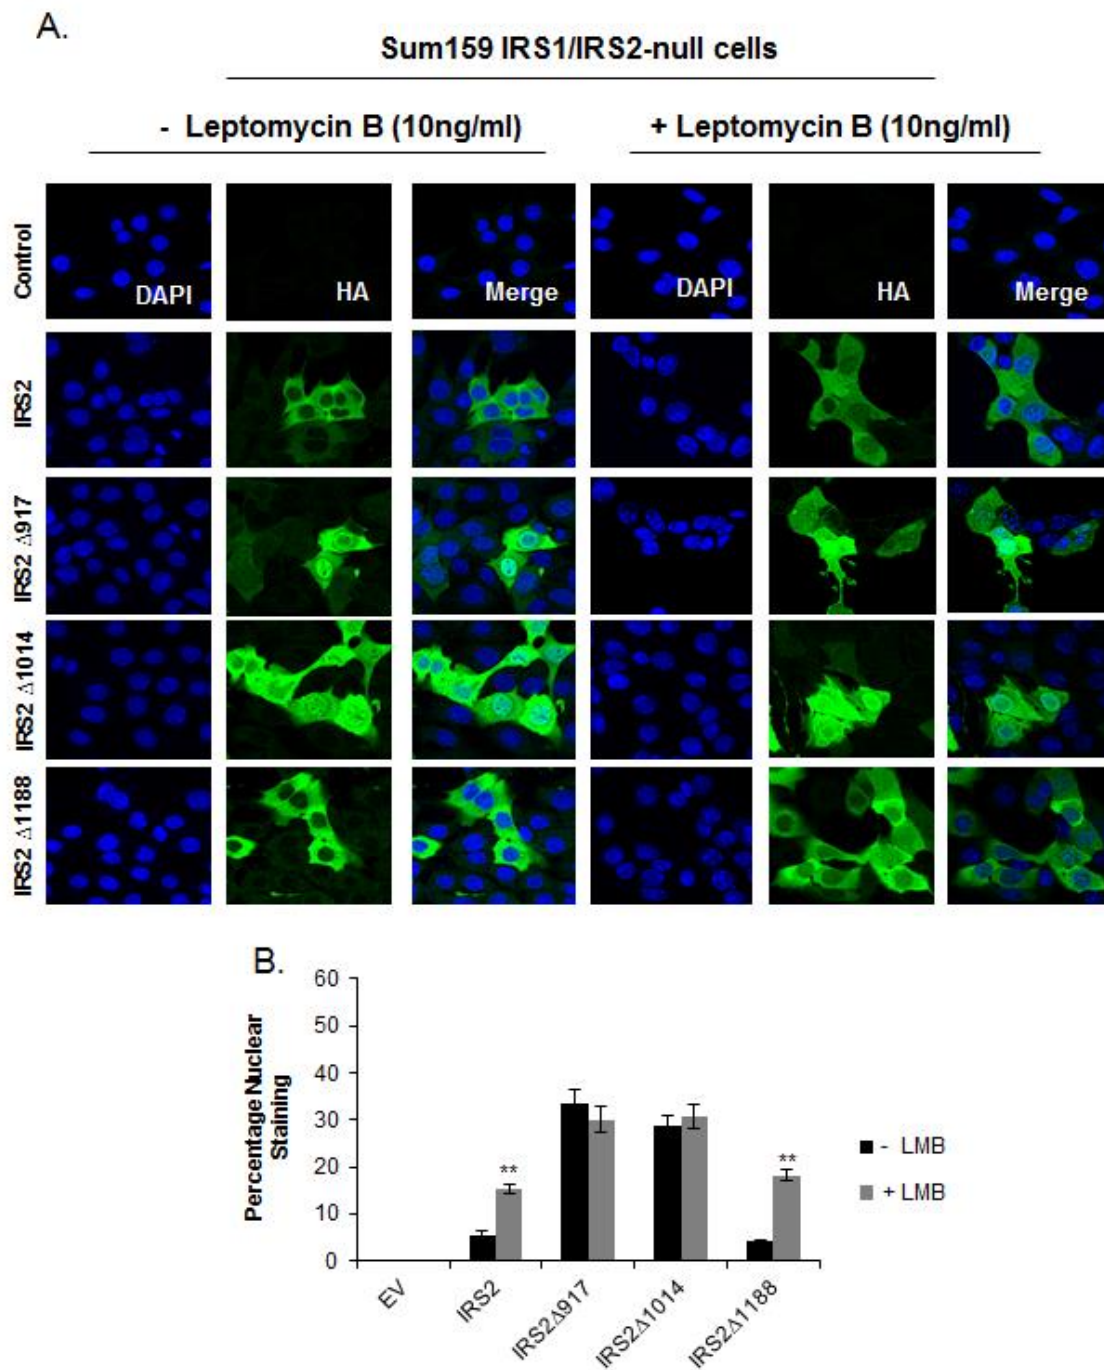 A.
Sum159 IRS1/IRS2-null cells
- Leptomycin B (10ng/ml)
+ Leptomycin B (10ng/ml)
Control
DAPI
HA
Merge
DAPI
HA
Merge
IRS2
IRS2 Δ917
IRS2 Δ1014
IRS2 Δ1188
B.
Percentage Nuclear
Staining
60
50
40
30
20
10
0
**
**
EV
IRS2
IRS2Δ917
IRS2Δ1014
IRS2Δ1188
- LMB
+ LMB